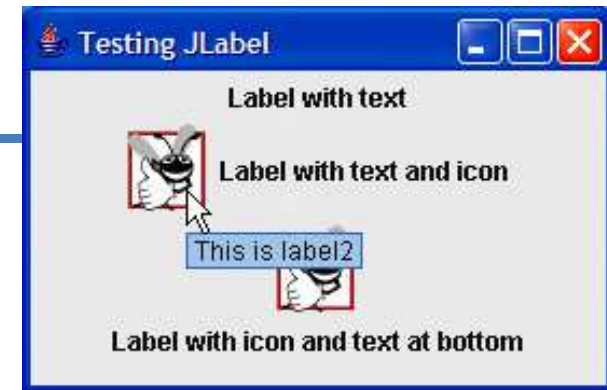 Testing JLabel
Label with text
Label with text and icon
This is label2
Label with icon and text at bottom